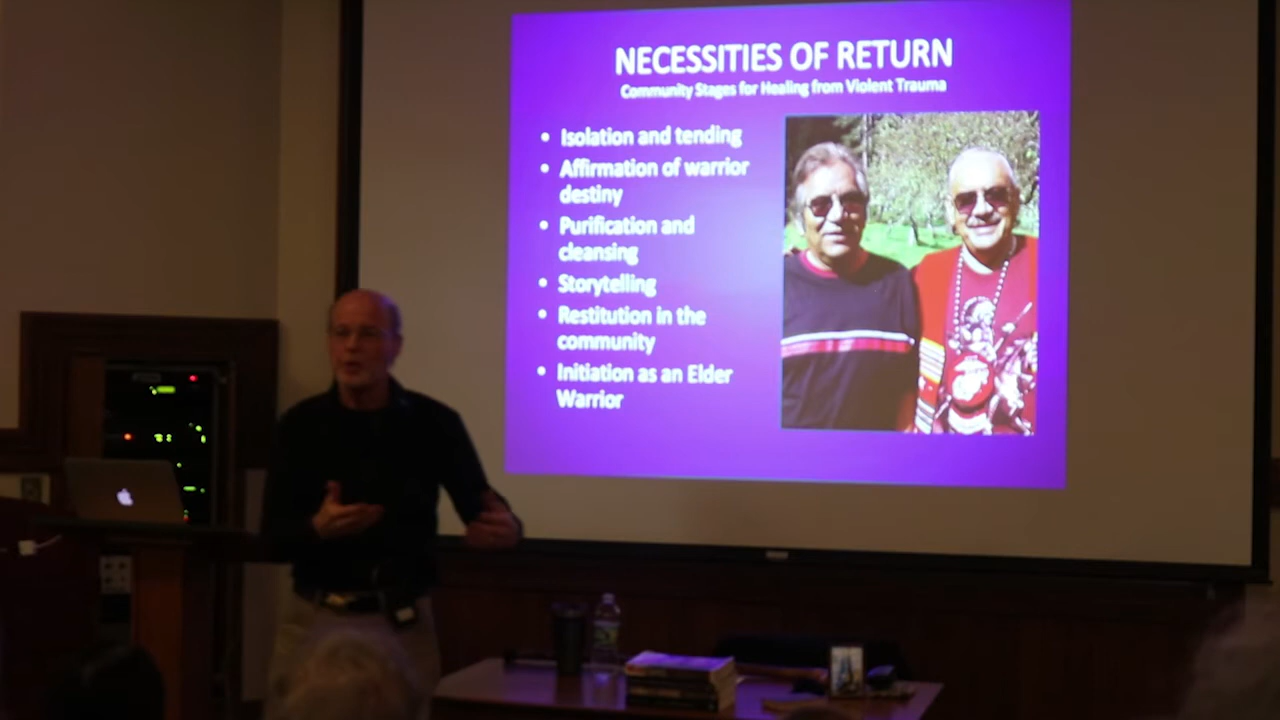 NECESSITIES OF RETURN
Community Stages for Healing from Violent Trauma
• Isolation and tending
• Affirmation of warrior
destiny
• Purification and
cleansing
• Storytelling
• Restitution in the
community
• Initiation as an Elder
Warrior